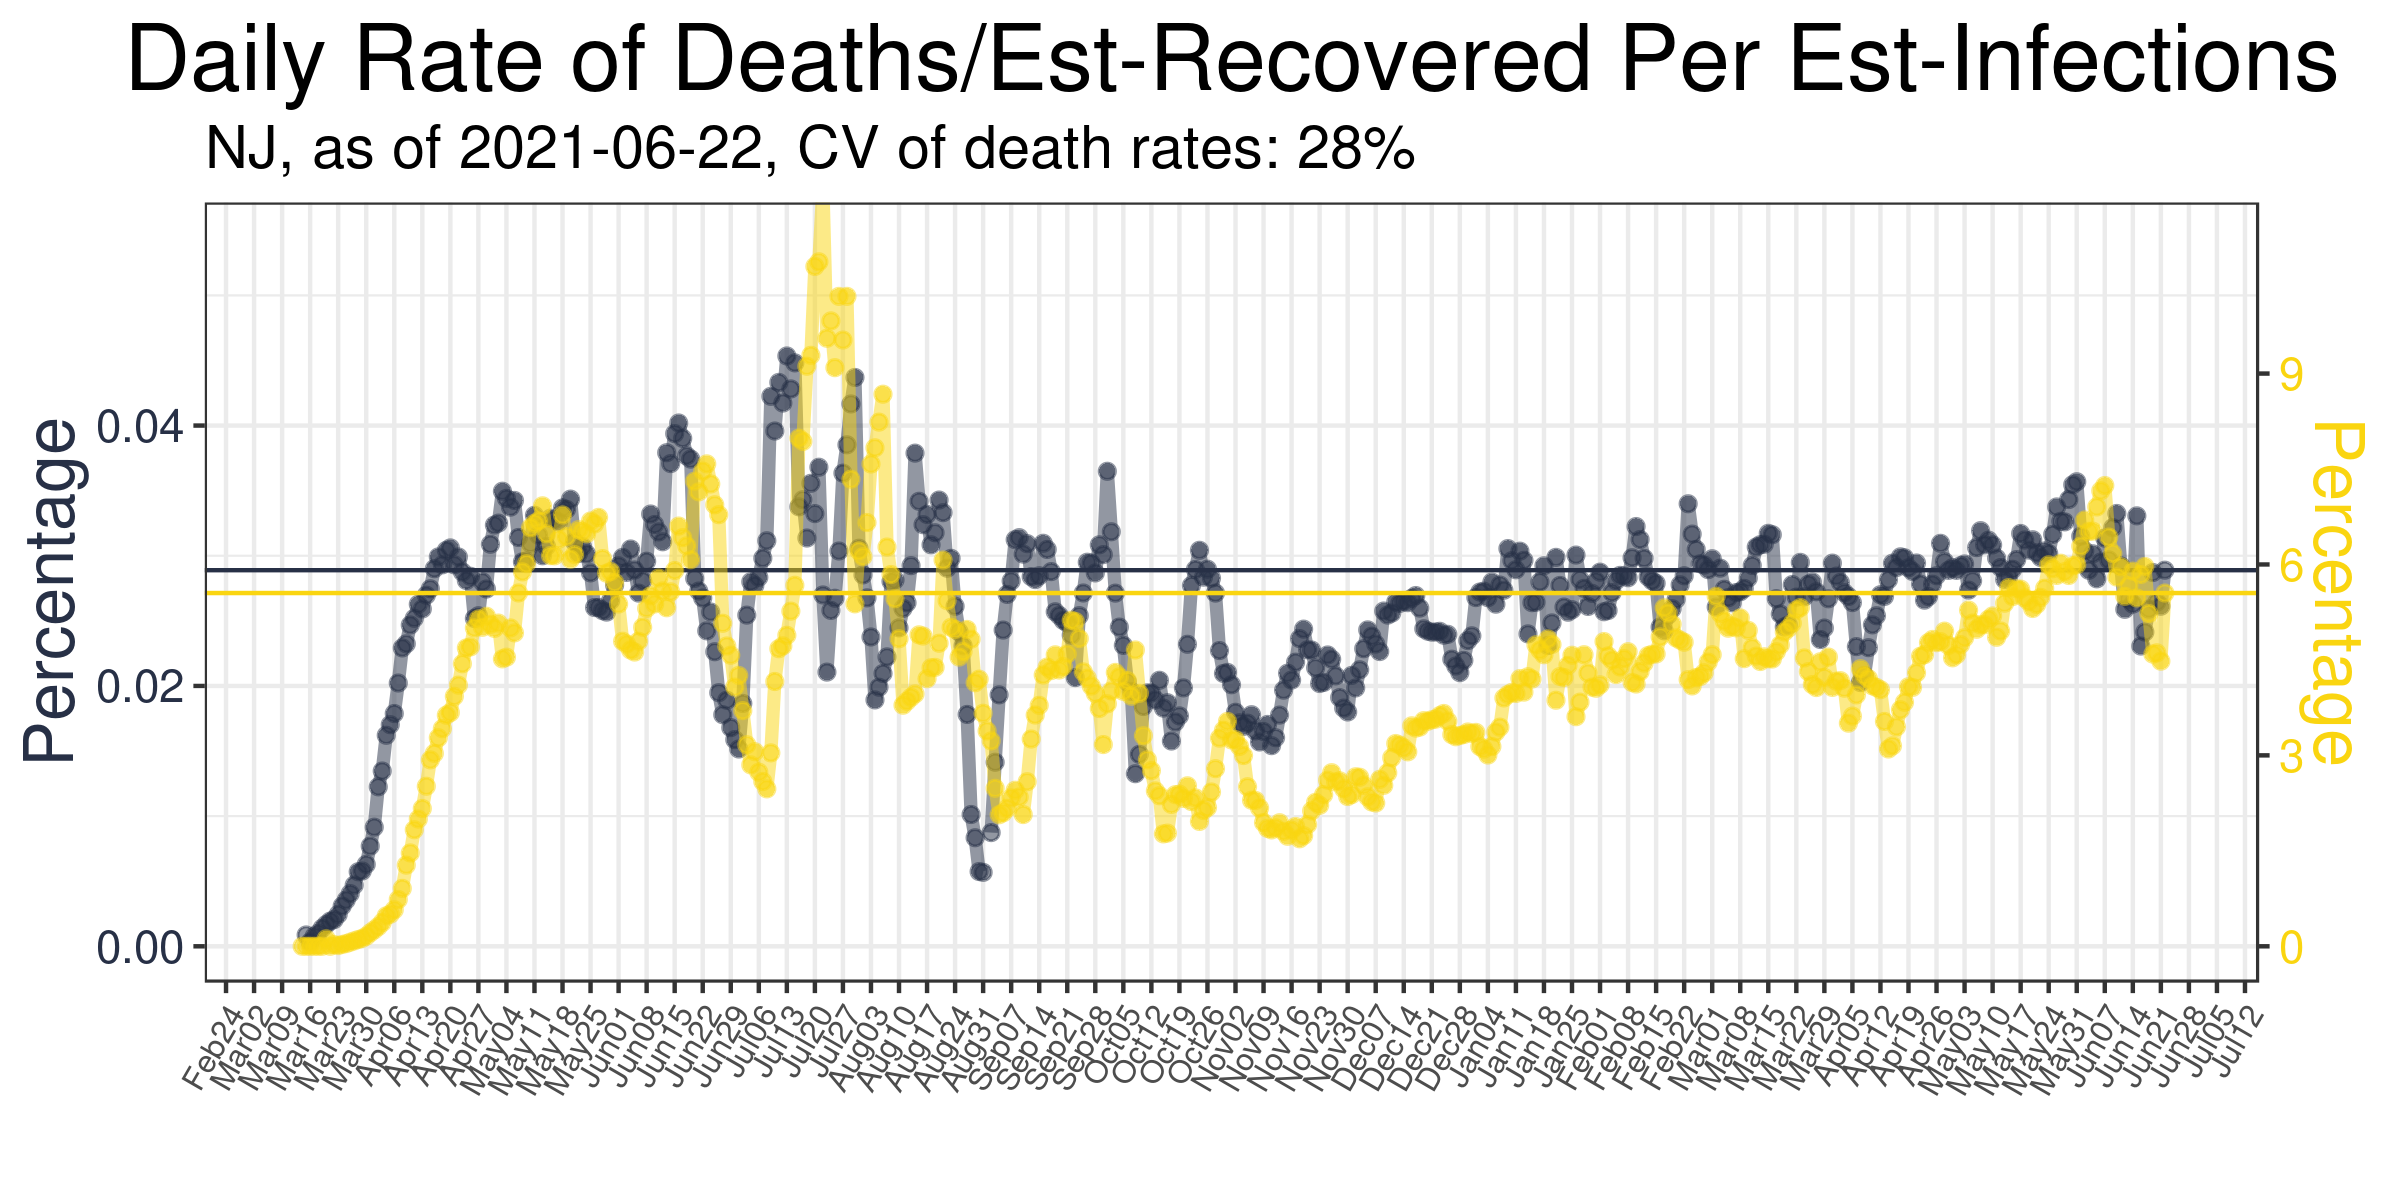 Daily Rate of Deaths/Est-Recovered Per Est-Infections
NJ, as of 2021-06-22, CV of death rates: 28%
Percentage
0.04
0.02
0.00
9
6
3
0
Percentage
Feb24
Mar02
Mar09
Mar16
Mar23
Mar30
Apr06
Apr13
Apr20
Apr27
May04
May11
May18
May25
Jun01
Jun08
Jun15
Jun22
Jun29
Jul06
Jul13
Jul20
Jul27
Aug03
Aug10
Aug17
Aug24
Aug31
Sep07
Sep14
Sep21
Sep28
Oct05
Oct12
Oct19
Oct26
Nov02
Nov09
Nov16
Nov23
Nov30
Dec07
Dec14
Dec21
Dec28
Jan04
Jan11
Jan18
Jan25
Feb01
Feb08
Feb15
Feb22
Mar01
Mar08
Mar15
Mar22
Mar29
Apr05
Apr12
Apr19
Apr26
May03
May10
May17
May24
May31
Jun07
Jun14
Jun21
Jun28
Jul05
Jul12